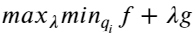 max_λ min_{q_i} f + λg